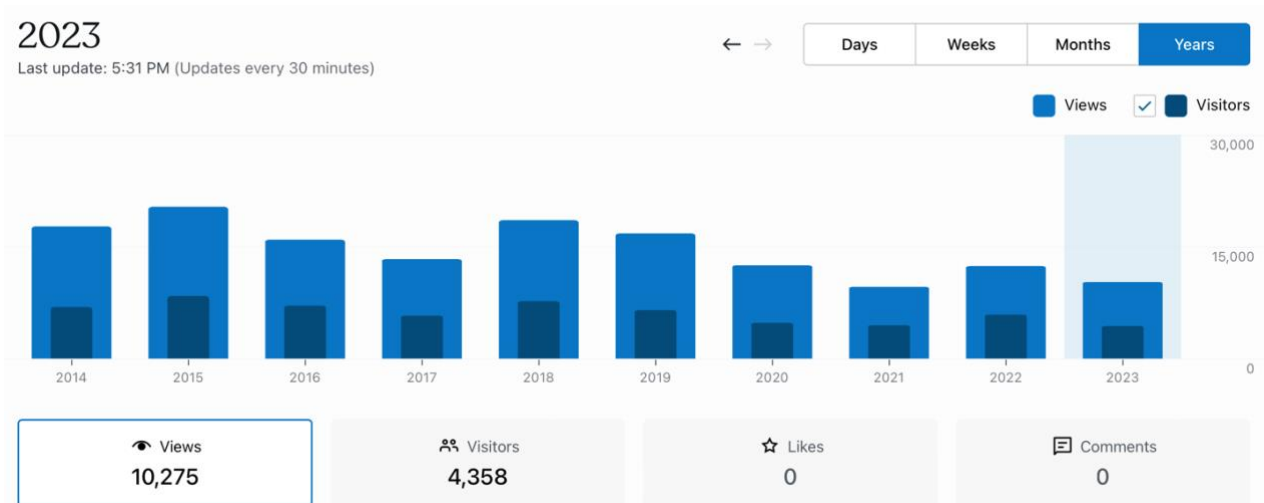 2023
Last update: 5:31 PM (Updates every 30 minutes)
← → Days Weeks Months Years
Views Visitors
30,000
15,000
0
2014 2015 2016 2017 2018 2019 2020 2021 2022 2023
Views Visitors Likes Comments
10,275 4,358 0 0